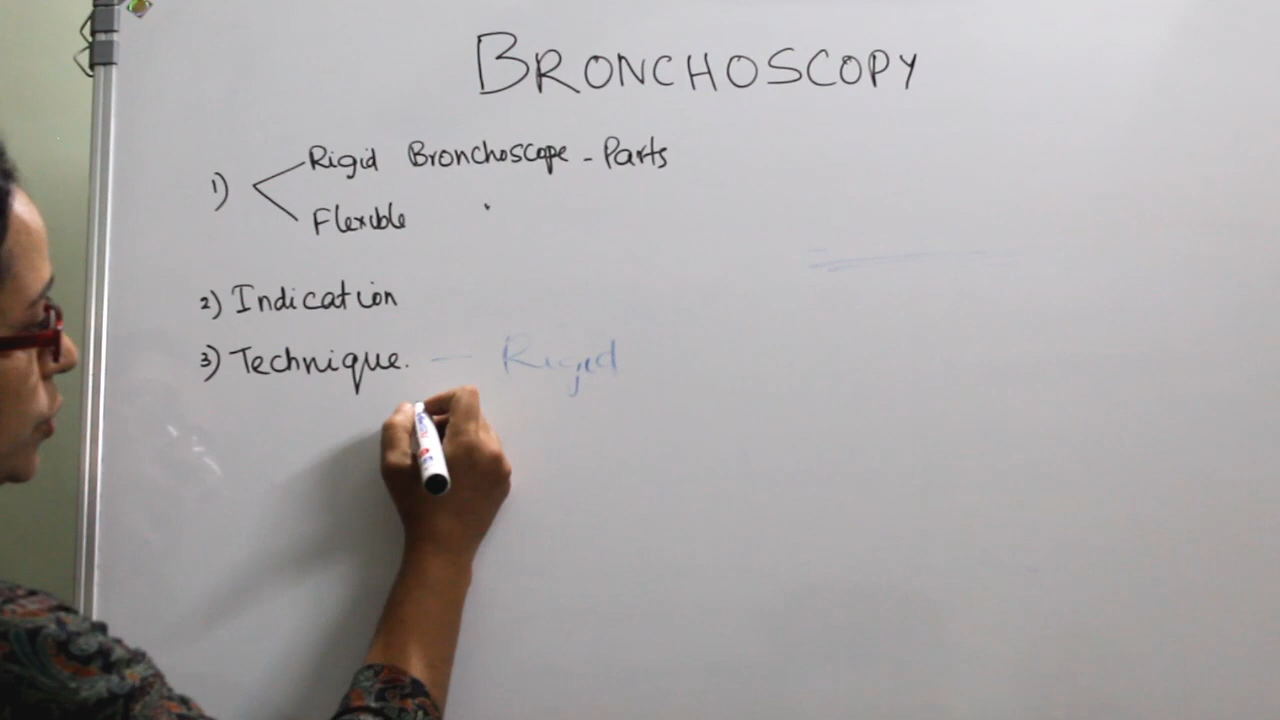 BRONCHOSCOPY
1) Rigid Bronchoscope - Parts
Flexible
2) Indication
3) Technique. — Rigid